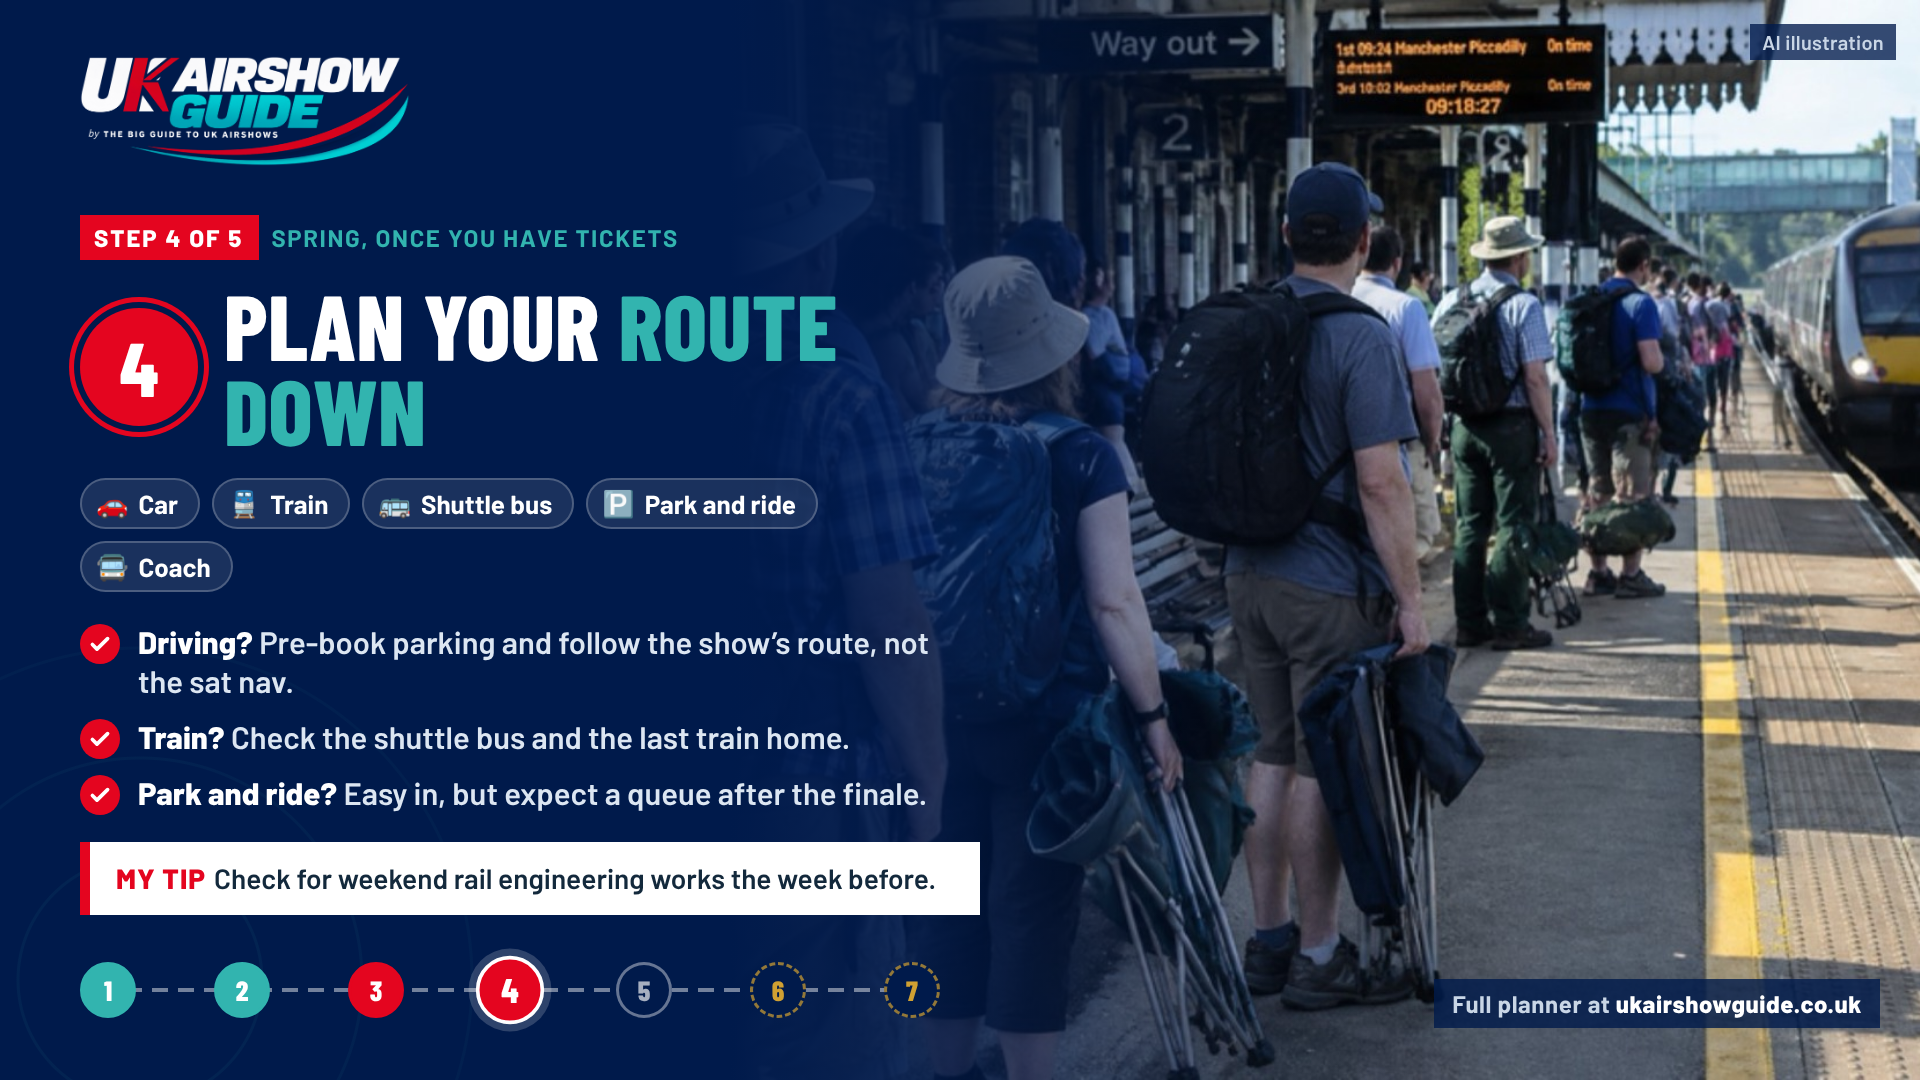 UK AIRSHOW
GUIDE
by THE BIG GUIDE TO UK AIRSHOWS
Way out →
1st 09:24 Manchester Piccadilly On time
3rd 10:02 Manchester Piccadilly On time
09:18:27
2
AI illustration
STEP 4 OF 5 SPRING, ONCE YOU HAVE TICKETS
4
PLAN YOUR ROUTE
DOWN
Car Train Shuttle bus P Park and ride
Coach
Driving? Pre-book parking and follow the show’s route, not
the sat nav.
Train? Check the shuttle bus and the last train home.
Park and ride? Easy in, but expect a queue after the finale.
MY TIP Check for weekend rail engineering works the week before.
1 2 3 4 5 6 7
Full planner at ukairshowguide.co.uk